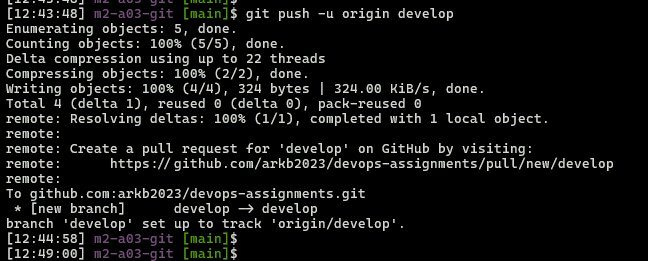 [12:43:48] m2-a03-git [main]$
[12:43:48] m2-a03-git [main]$ git push -u origin develop
Enumerating objects: 5, done.
Counting objects: 100% (5/5), done.
Delta compression using up to 22 threads
Compressing objects: 100% (2/2), done.
Writing objects: 100% (4/4), 324 bytes | 324.00 KiB/s, done.
Total 4 (delta 1), reused 0 (delta 0), pack-reused 0
remote: Resolving deltas: 100% (1/1), completed with 1 local object.
remote:
remote: Create a pull request for 'develop' on GitHub by visiting:
remote:      https://github.com/arkb2023/devops-assignments/pull/new/develop
remote:
To github.com:arkb2023/devops-assignments.git
 * [new branch]      develop -> develop
branch 'develop' set up to track 'origin/develop'.
[12:44:58] m2-a03-git [main]$
[12:49:00] m2-a03-git [main]$